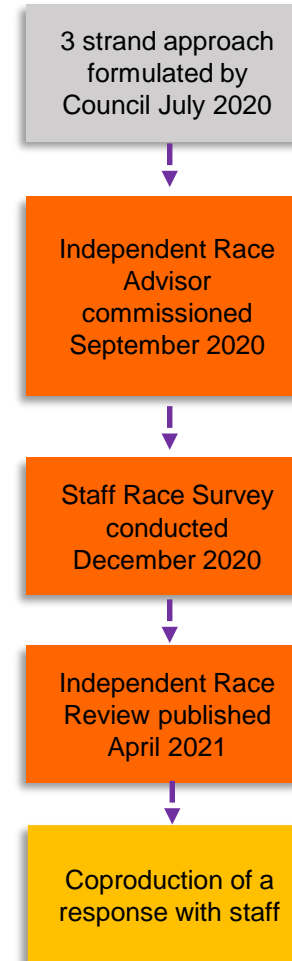 3 strand approach
formulated by
Council July 2020
Independent Race
Advisor
commissioned
September 2020
Staff Race Survey
conducted
December 2020
Independent Race
Review published
April 2021
Coproduction of a
response with staff